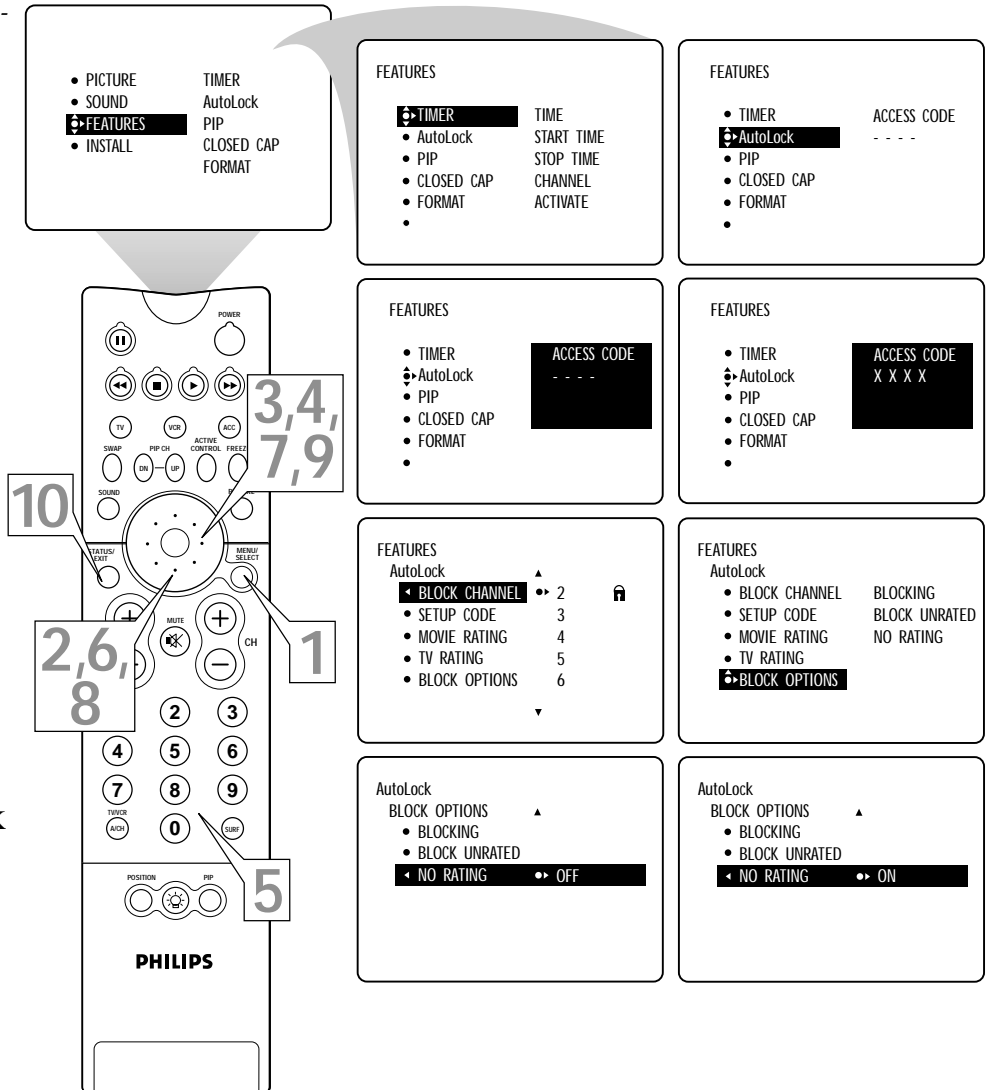 -
• PICTURE TIMER
• SOUND AutoLock
FEATURES PIP
• INSTALL CLOSED CAP
FORMAT
FEATURES
TIMER TIME
• AutoLock START TIME
• PIP STOP TIME
• CLOSED CAP CHANNEL
• FORMAT ACTIVATE
•
FEATURES
• TIMER ACCESS CODE
AutoLock - - - -
• PIP
• CLOSED CAP
• FORMAT
•
FEATURES
• TIMER ACCESS CODE
AutoLock - - - -
• PIP
• CLOSED CAP
• FORMAT
•
FEATURES
• TIMER ACCESS CODE
AutoLock X X X X
• PIP
• CLOSED CAP
• FORMAT
•
FEATURES
AutoLock
BLOCK CHANNEL 2
• SETUP CODE 3
• MOVIE RATING 4
• TV RATING 5
• BLOCK OPTIONS 6
FEATURES
AutoLock
• BLOCK CHANNEL BLOCKING
• SETUP CODE BLOCK UNRATED
• MOVIE RATING NO RATING
• TV RATING
BLOCK OPTIONS
AutoLock
BLOCK OPTIONS
• BLOCKING
• BLOCK UNRATED
NO RATING OFF
AutoLock
BLOCK OPTIONS
• BLOCKING
• BLOCK UNRATED
NO RATING ON
POWER
TV VCR ACC
SWAP PIP CH ACTIVE CONTROL FREEZ
DN UP
SOUND
STATUS/EXIT
MENU/SELECT
MUTE
CH
2 3
4 5 6
7 8 9
TV/VCR
A/CH 0 SURF
POSITION PIP
PHILIPS
3,4,
7,9
10
2,6,
8
1
5